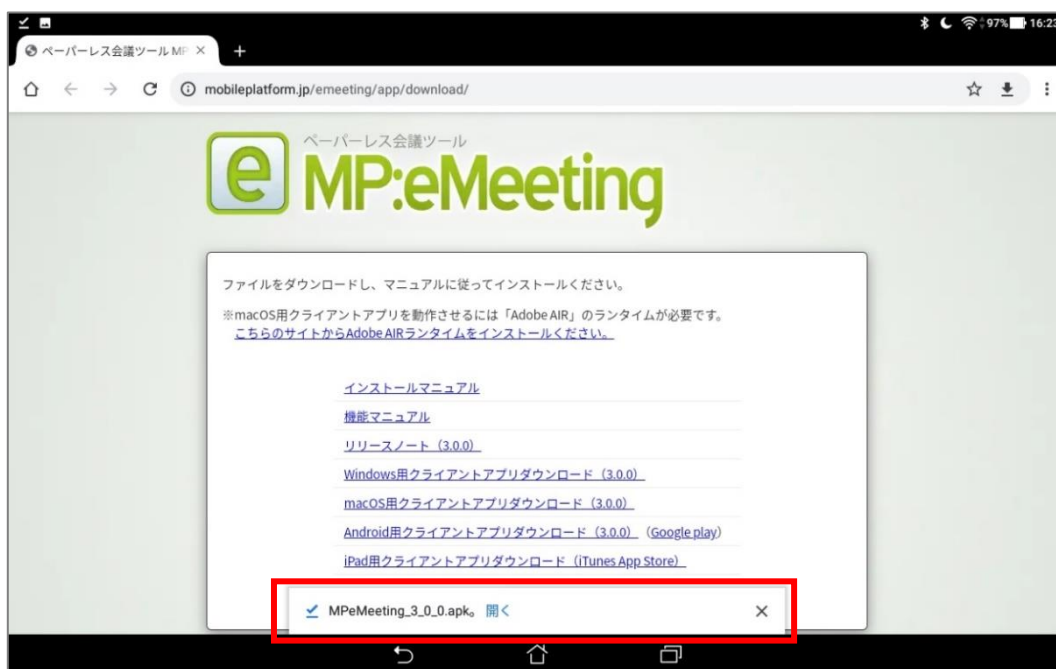 97% 16:23
ペーパーレス会議ツール MP
mobileplatform.jp/emeeting/app/download/
ペーパーレス会議ツール
e MP:eMeeting
ファイルをダウンロードし、マニュアルに従ってインストールください。
※macOS用クライアントアプリを動作させるには「Adobe AIR」のランタイムが必要です。
こちらのサイトからAdobe AIRランタイムをインストールください。
インストールマニュアル
機能マニュアル
リリースノート（3.0.0）
Windows用クライアントアプリダウンロード（3.0.0）
macOS用クライアントアプリダウンロード（3.0.0）
Android用クライアントアプリダウンロード（3.0.0）（Google play）
iPad用クライアントアプリダウンロード（iTunes App Store）
MPeMeeting_3_0_0.apk。 開く